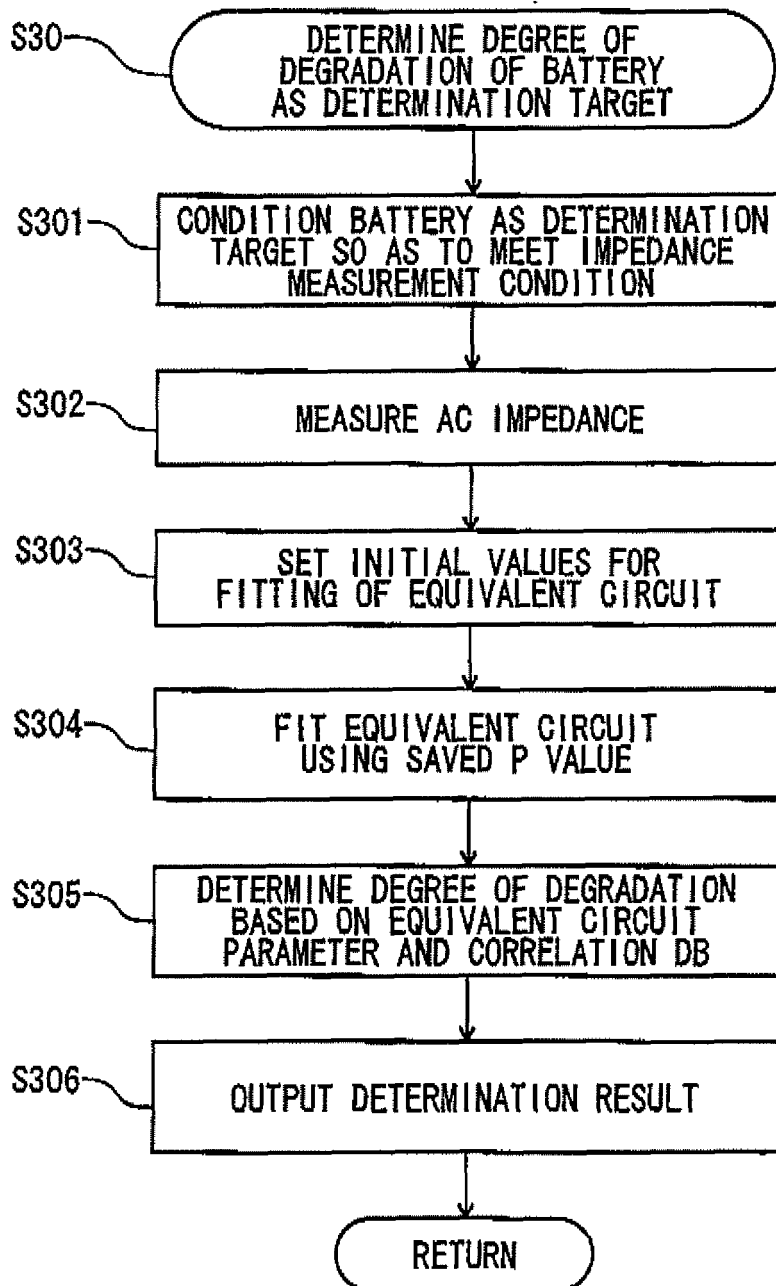 S30
DETERMINE DEGREE OF
DEGRADATION OF BATTERY
AS DETERMINATION TARGET
S301
CONDITION BATTERY AS DETERMINATION
TARGET SO AS TO MEET IMPEDANCE
MEASUREMENT CONDITION
S302
MEASURE AC IMPEDANCE
S303
SET INITIAL VALUES FOR
FITTING OF EQUIVALENT CIRCUIT
S304
FIT EQUIVALENT CIRCUIT
USING SAVED P VALUE
S305
DETERMINE DEGREE OF DEGRADATION
BASED ON EQUIVALENT CIRCUIT
PARAMETER AND CORRELATION DB
S306
OUTPUT DETERMINATION RESULT
RETURN